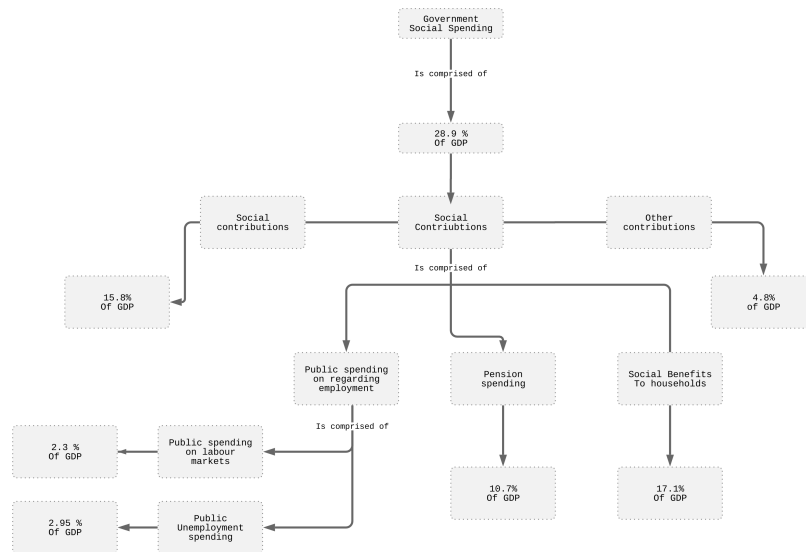 Government
Social Spending
Is comprised of
28.9 %
Of GDP
Social
contributions
Social
Contriubtions
Other
contributions
Is comprised of
15.8%
Of GDP
4.8%
of GDP
Public spending
on regarding
employment
Pension
spending
Social Benefits
To households
Is comprised of
2.3 %
Of GDP
Public spending
on labour
markets
10.7%
Of GDP
17.1%
Of GDP
2.95 %
Of GDP
Public
Unemployment
spending